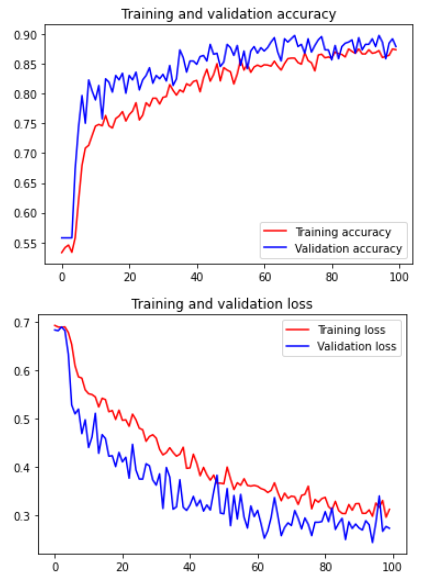 Training and validation accuracy
0.90
0.85
0.80
0.75
0.70
0.65
0.60
0.55
Training accuracy
Validation accuracy
0 20 40 60 80 100
Training and validation loss
0.7
0.6
0.5
0.4
0.3
Training loss
Validation loss
0 20 40 60 80 100